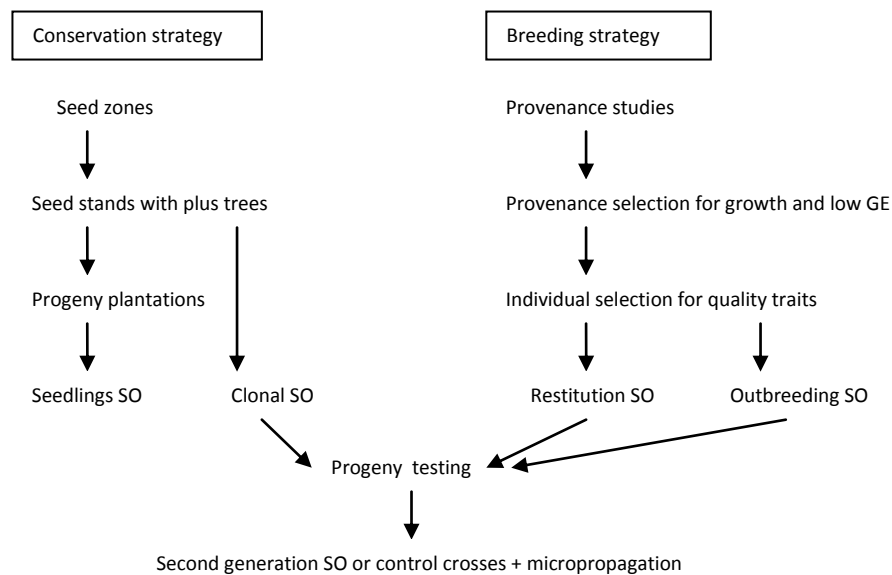 Conservation strategy
Breeding strategy
Seed zones
Provenance studies
Seed stands with plus trees
Provenance selection for growth and low GE
Progeny plantations
Individual selection for quality traits
Seedlings SO
Clonal SO
Restitution SO
Outbreeding SO
Progeny testing
Second generation SO or control crosses + micropropagation